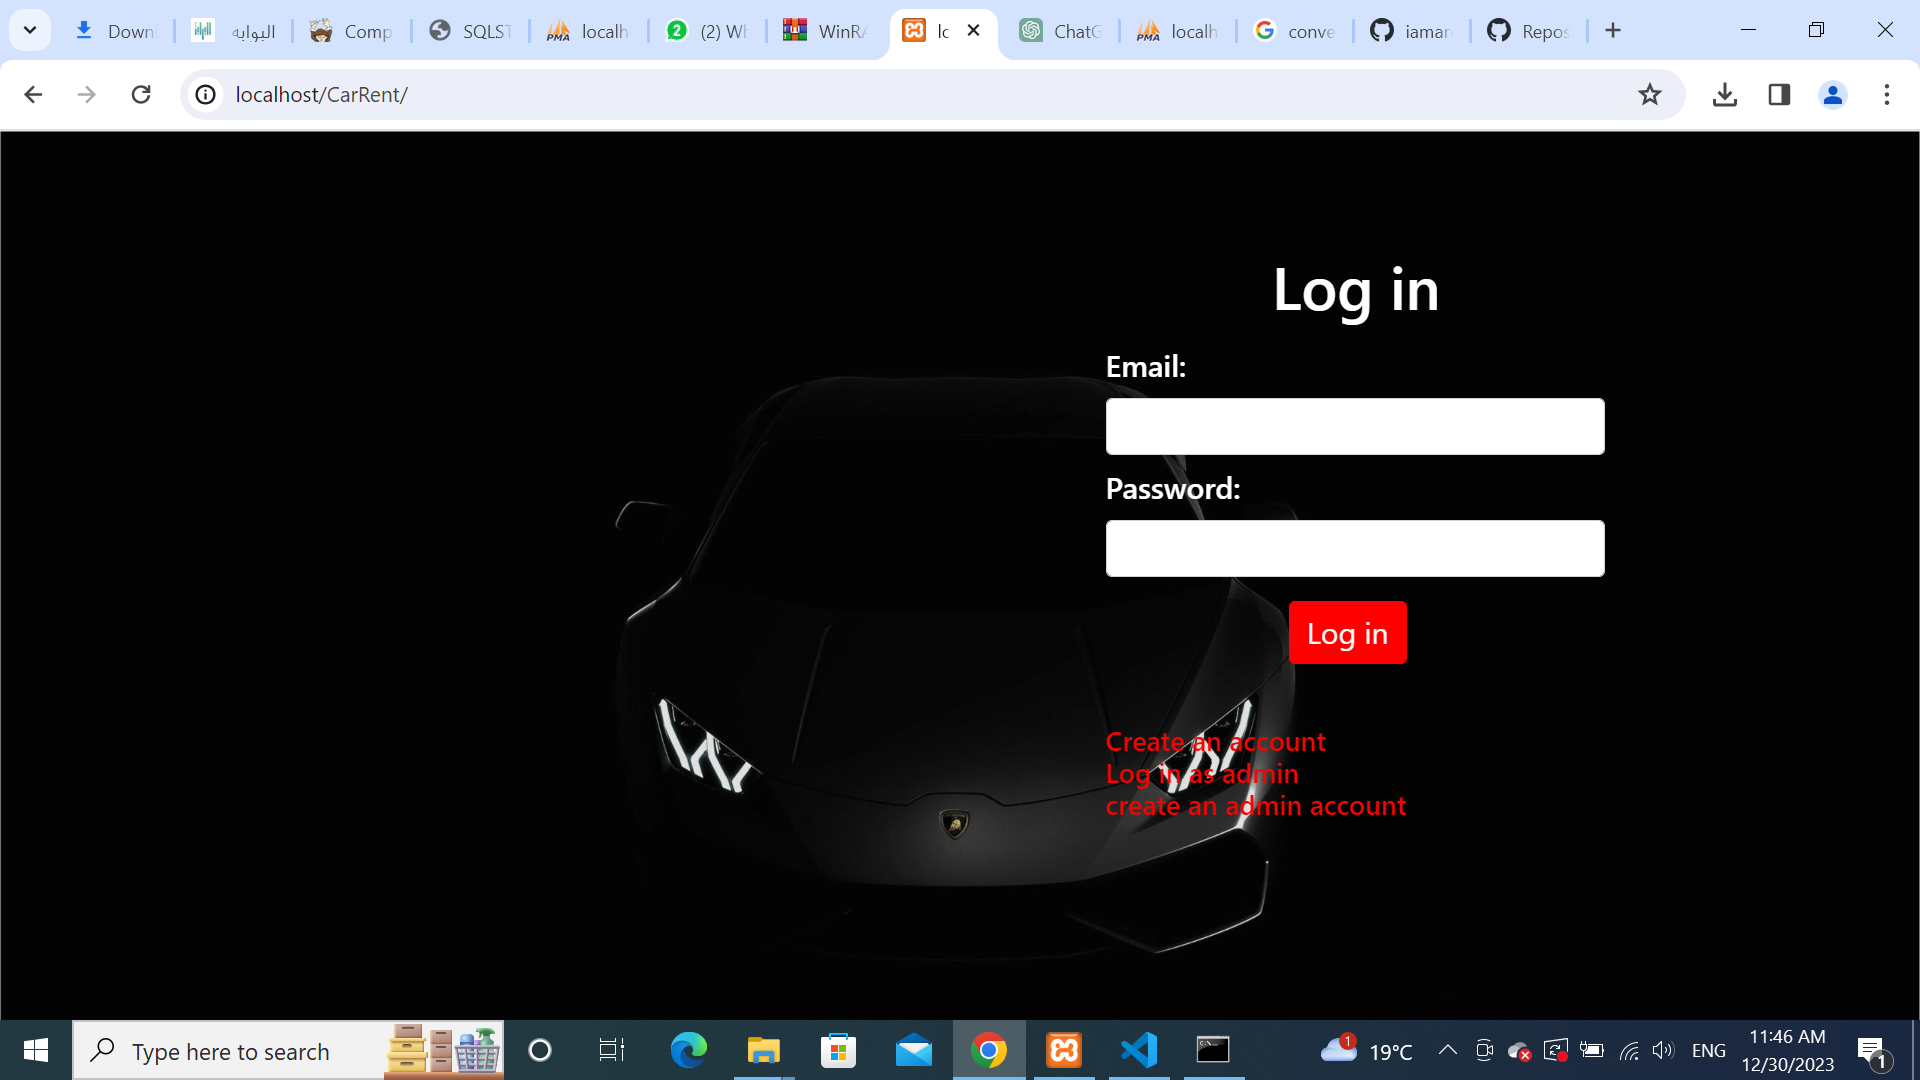 Down
البوابه
Comp
SQLST
localh
(2) Wh
WinRA
lo
ChatG
localh
conve
iamar
Repos
localhost/CarRent/
Log in
Email:
Password:
Log in
Create an account
Log in as admin
create an admin account
Type here to search
1
19°C
ENG
11:46 AM
12/30/2023
1